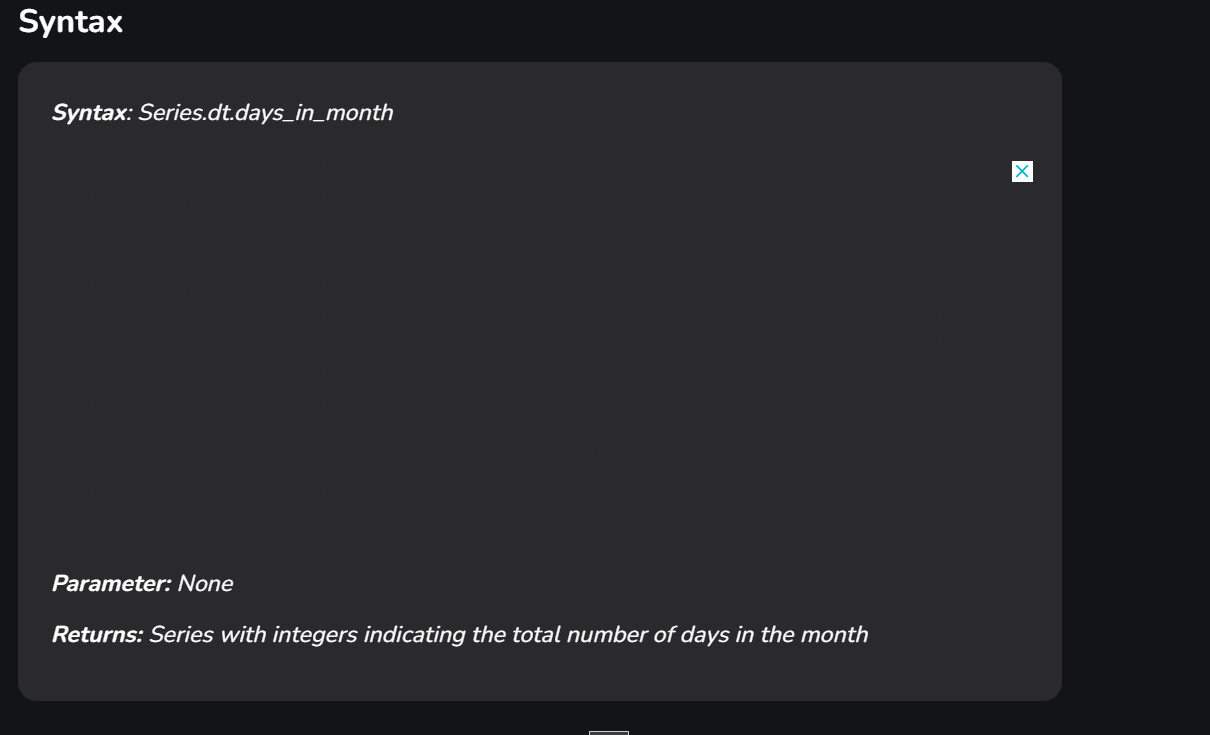 Syntax
Syntax: Series.dt.days_in_month
Parameter: None
Returns: Series with integers indicating the total number of days in the month